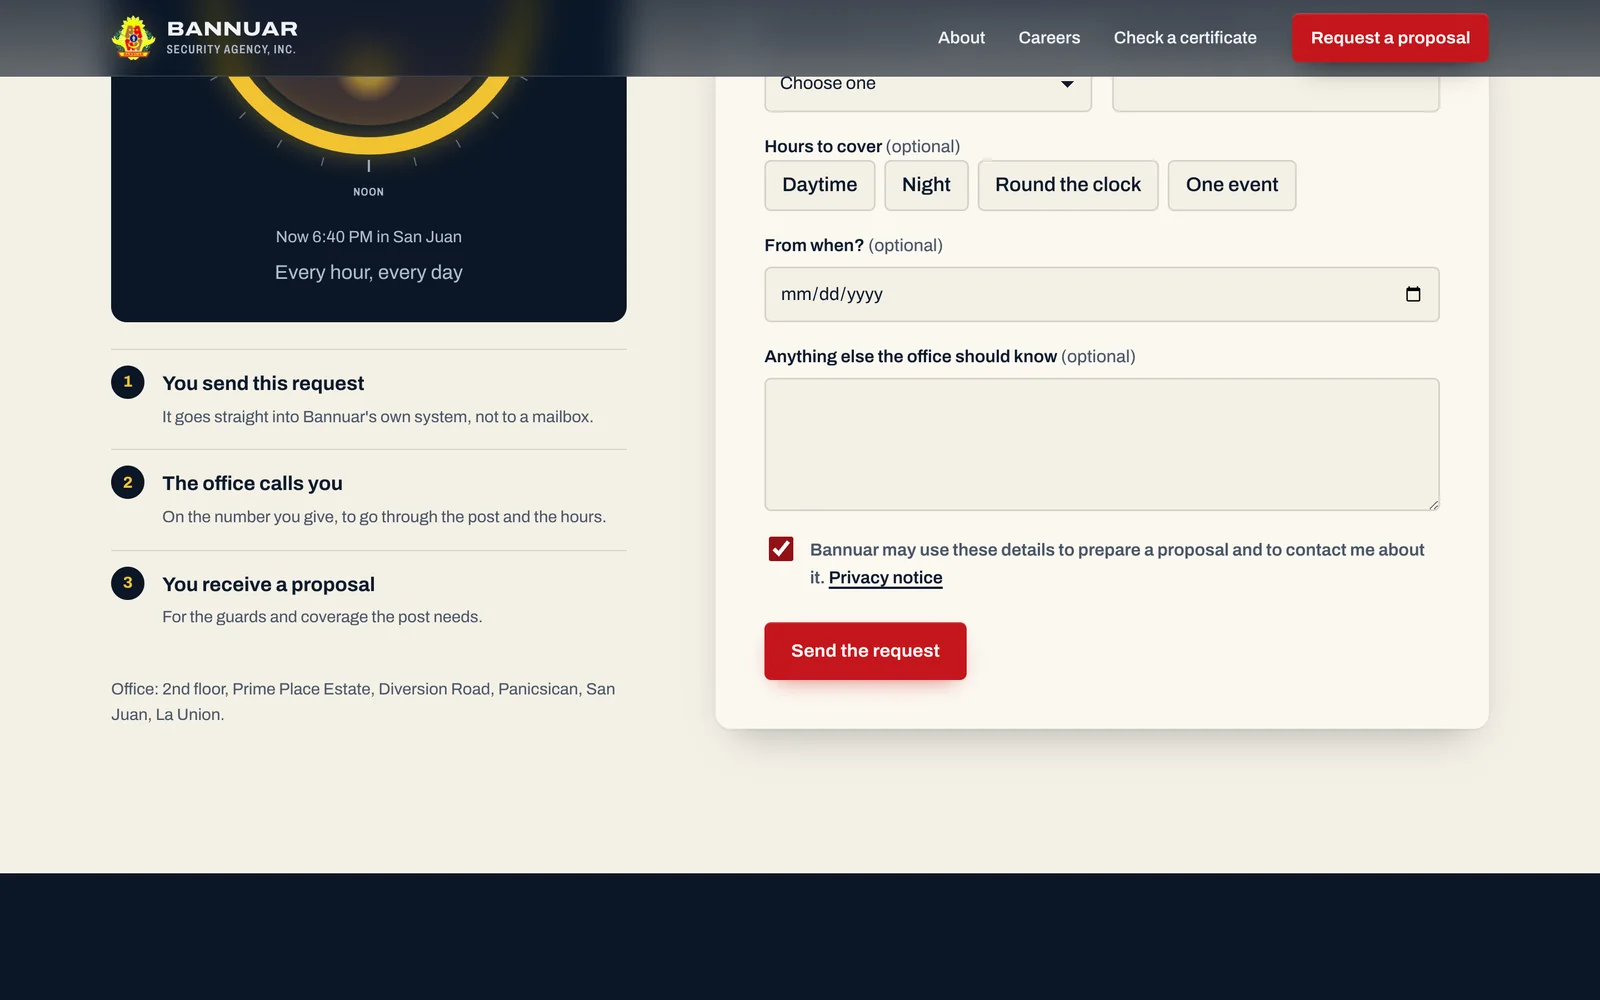 BANNUAR
SECURITY AGENCY, INC.
About
Careers
Check a certificate
Request a proposal
NOON
Now 6:40 PM in San Juan
Every hour, every day
1
You send this request
It goes straight into Bannuar's own system, not to a mailbox.
2
The office calls you
On the number you give, to go through the post and the hours.
3
You receive a proposal
For the guards and coverage the post needs.
Office: 2nd floor, Prime Place Estate, Diversion Road, Panicsican, San
Juan, La Union.
Choose one
Hours to cover (optional)
Daytime
Night
Round the clock
One event
From when? (optional)
mm/dd/yyyy
Anything else the office should know (optional)
Bannuar may use these details to prepare a proposal and to contact me about
it. Privacy notice
Send the request